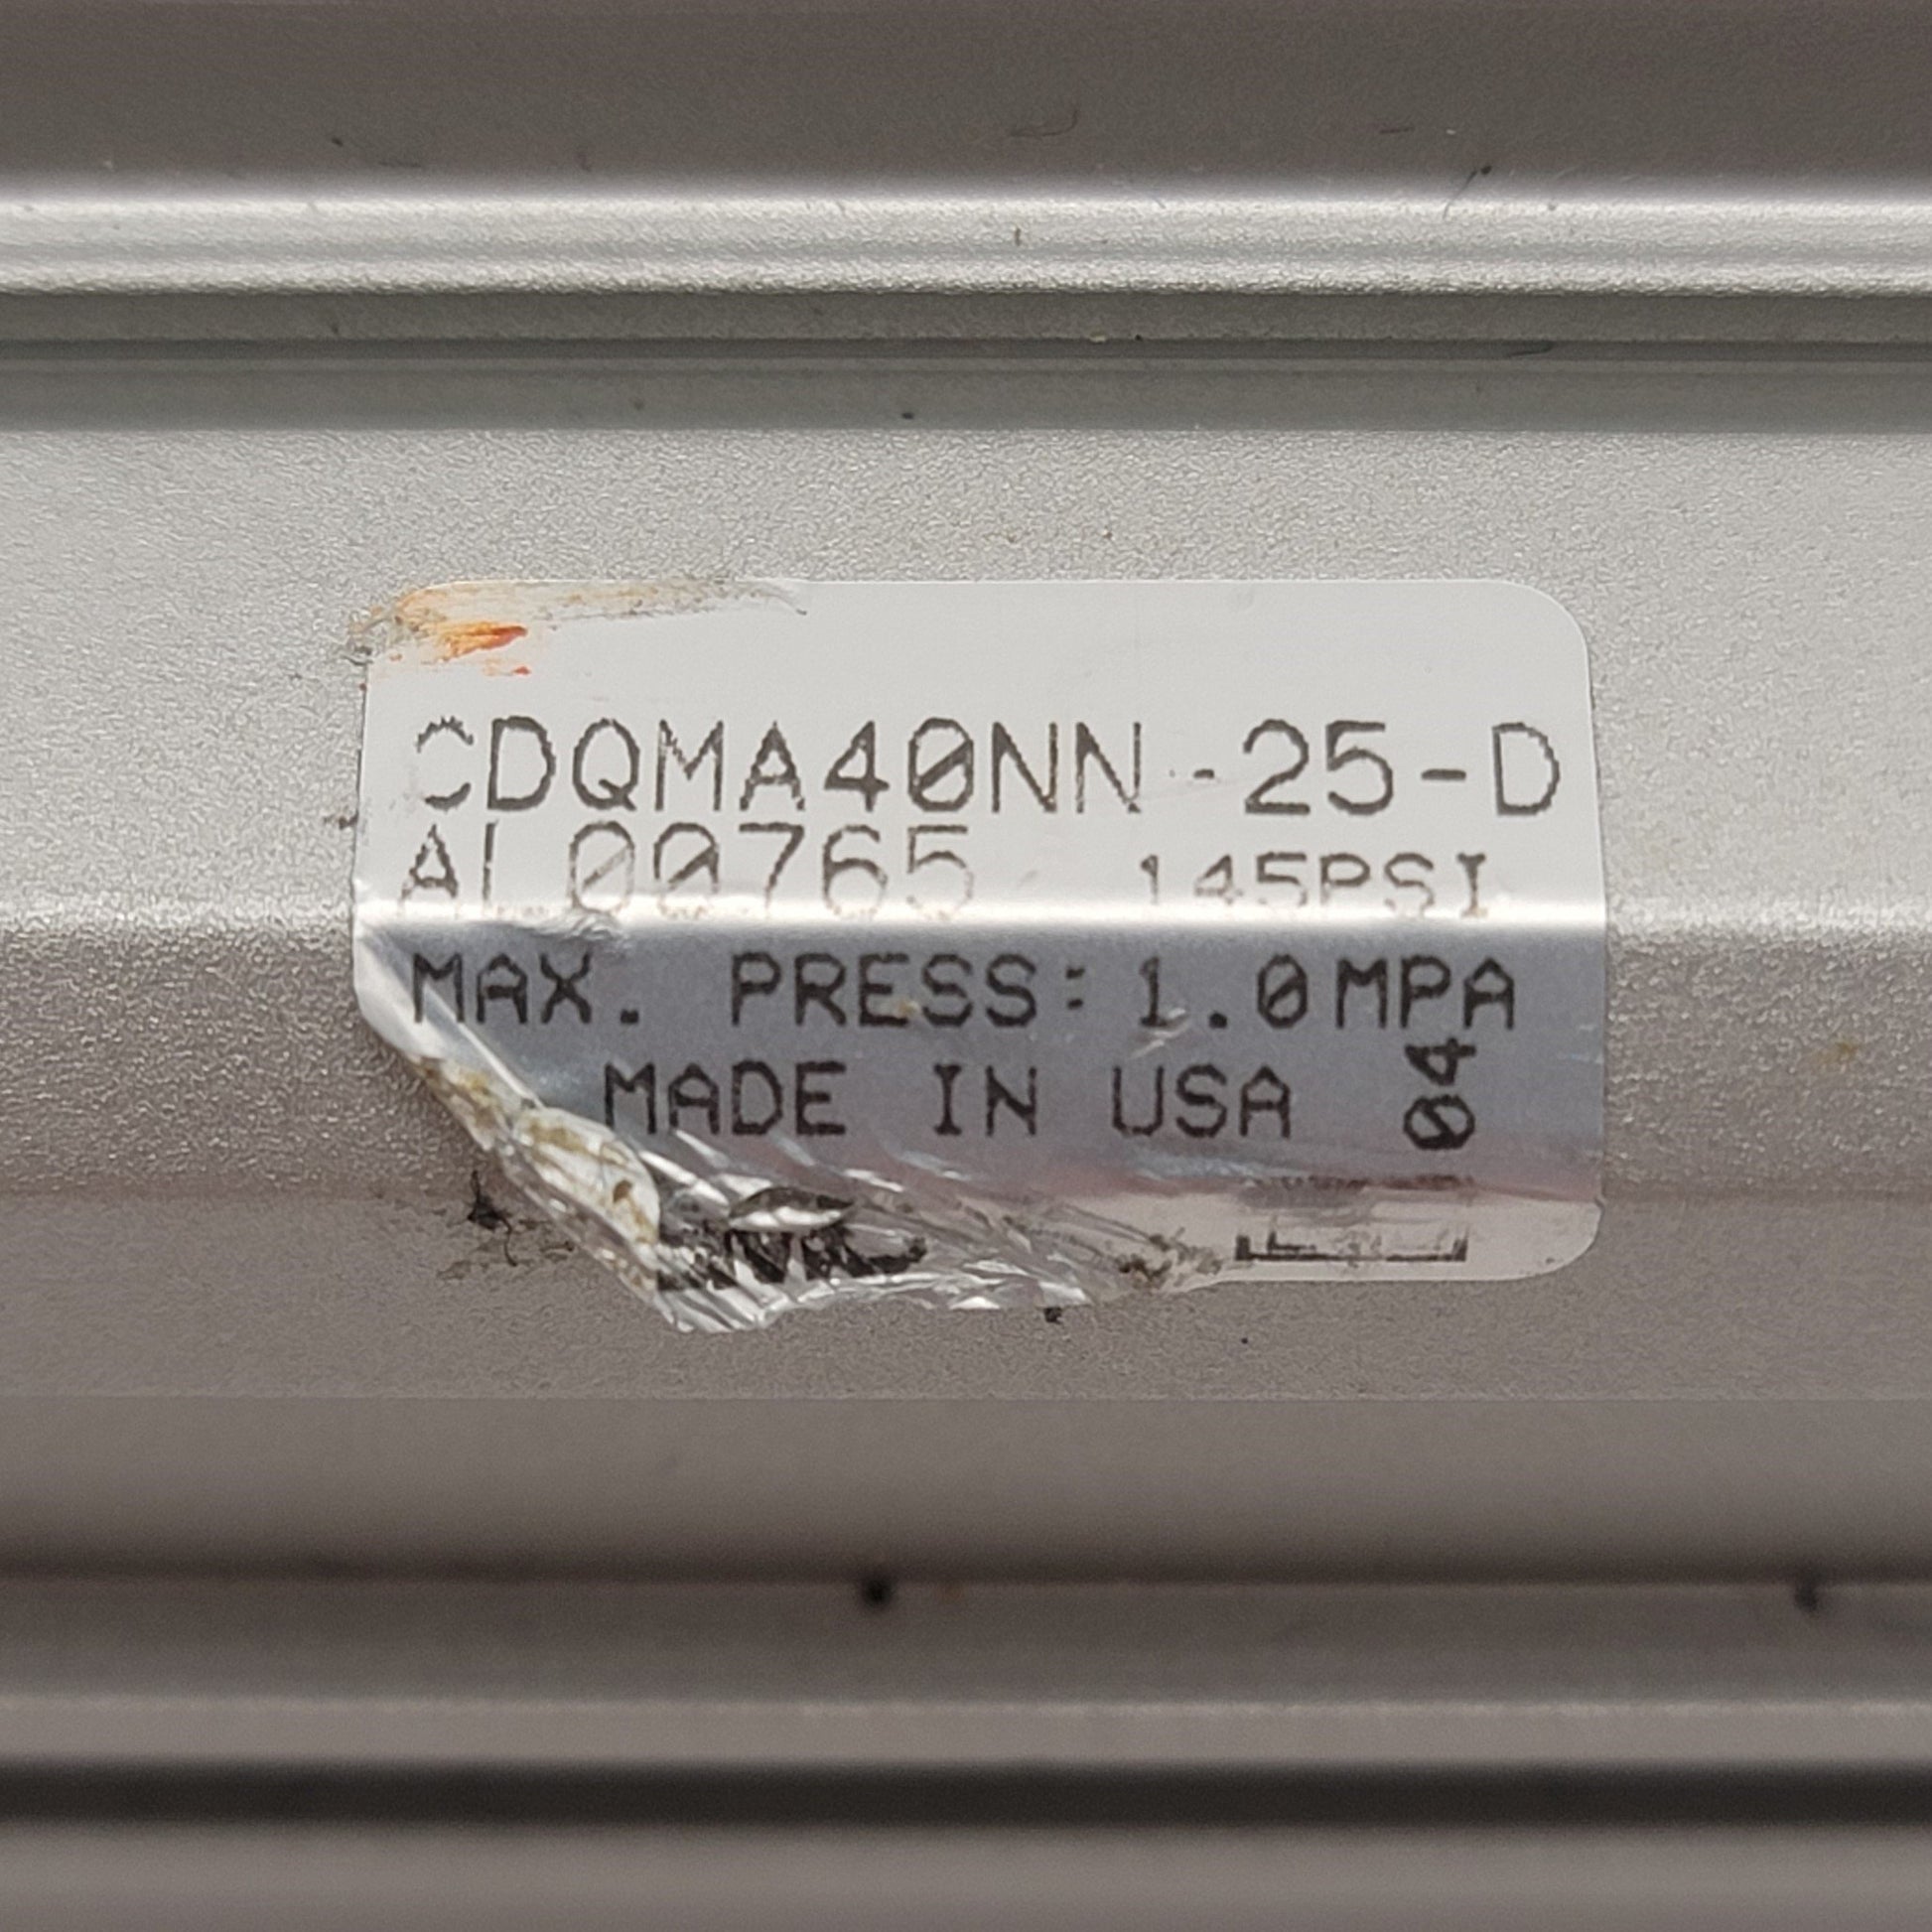 CDQMA40NN-25-D
AL00765 145PSI
MAX. PRESS: 1.0MPA
MADE IN USA
04